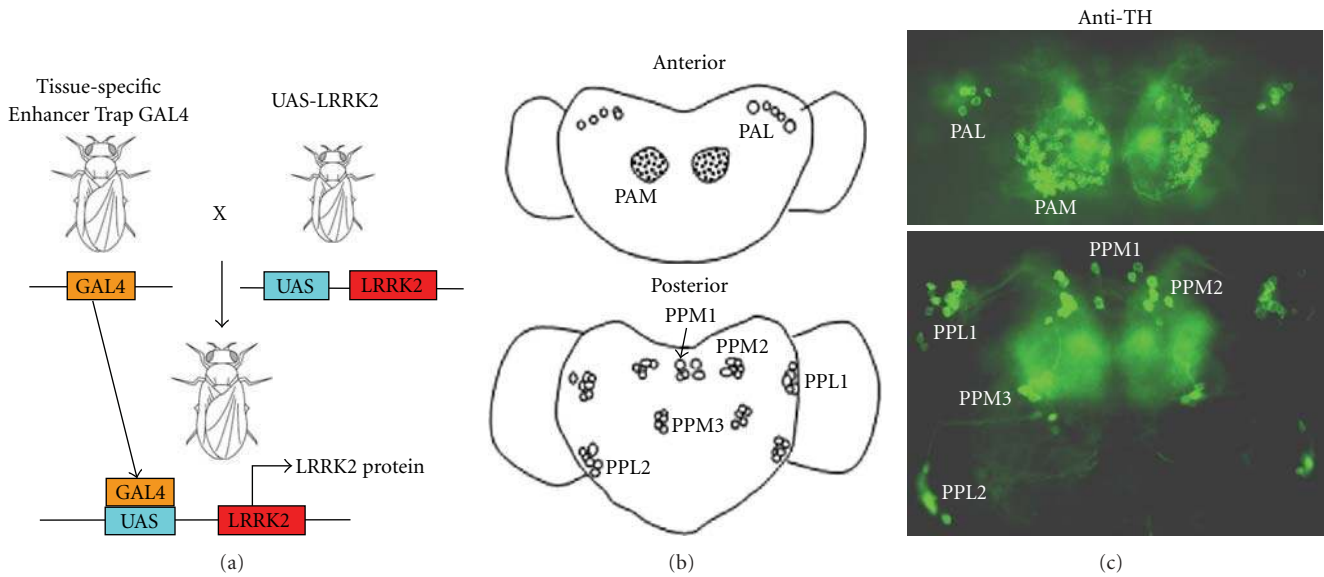 Tissue-specific
Enhancer Trap GAL4
UAS-LRRK2
X
GAL4
UAS
LRRK2
LRRK2 protein
GAL4
UAS
LRRK2
(a)
Anterior
PAL
PAM
Posterior
PPM1
PPM2
PPL1
PPM3
PPL2
(b)
Anti-TH
PAL
PAM
PPM1
PPM2
PPL1
PPM3
PPL2
(c)